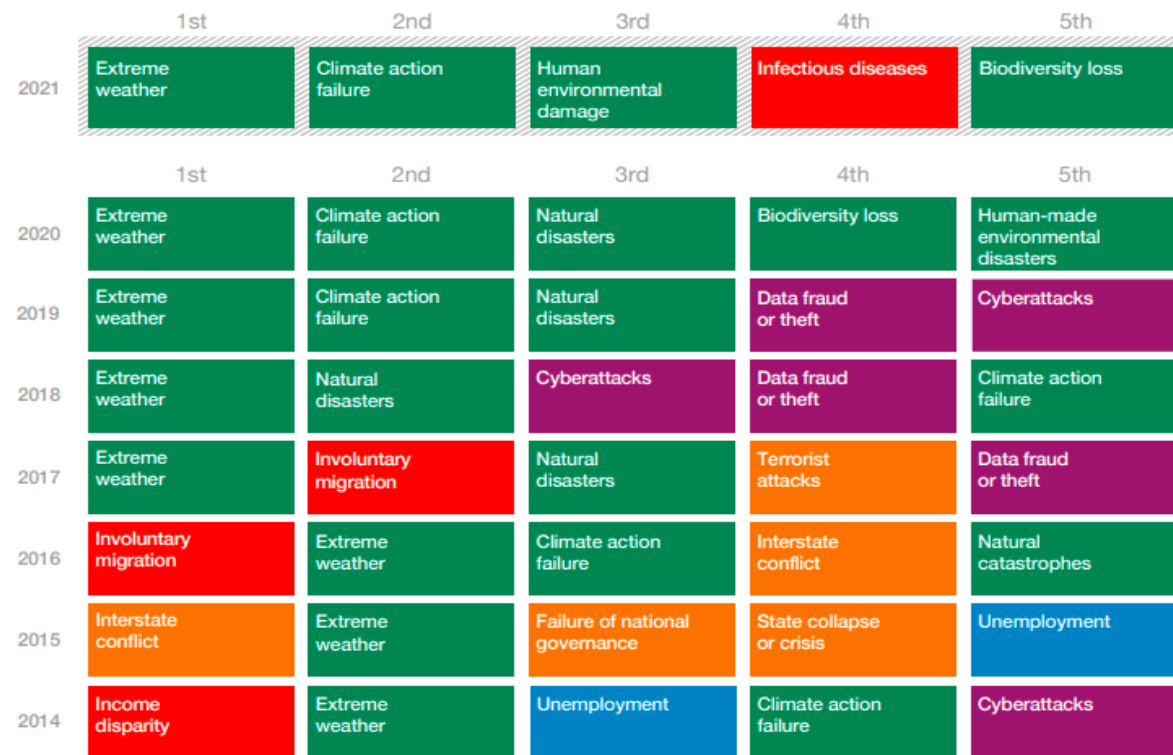 1st 2nd 3rd 4th 5th
2021
Extreme
weather
Climate action
failure
Human
environmental
damage
Infectious diseases
Biodiversity loss
1st 2nd 3rd 4th 5th
2020
Extreme
weather
Climate action
failure
Natural
disasters
Biodiversity loss
Human-made
environmental
disasters
2019
Extreme
weather
Climate action
failure
Natural
disasters
Data fraud
or theft
Cyberattacks
2018
Extreme
weather
Natural
disasters
Cyberattacks
Data fraud
or theft
Climate action
failure
2017
Extreme
weather
Involuntary
migration
Natural
disasters
Terrorist
attacks
Data fraud
or theft
2016
Involuntary
migration
Extreme
weather
Climate action
failure
Interstate
conflict
Natural
catastrophes
2015
Interstate
conflict
Extreme
weather
Failure of national
governance
State collapse
or crisis
Unemployment
2014
Income
disparity
Extreme
weather
Unemployment
Climate action
failure
Cyberattacks